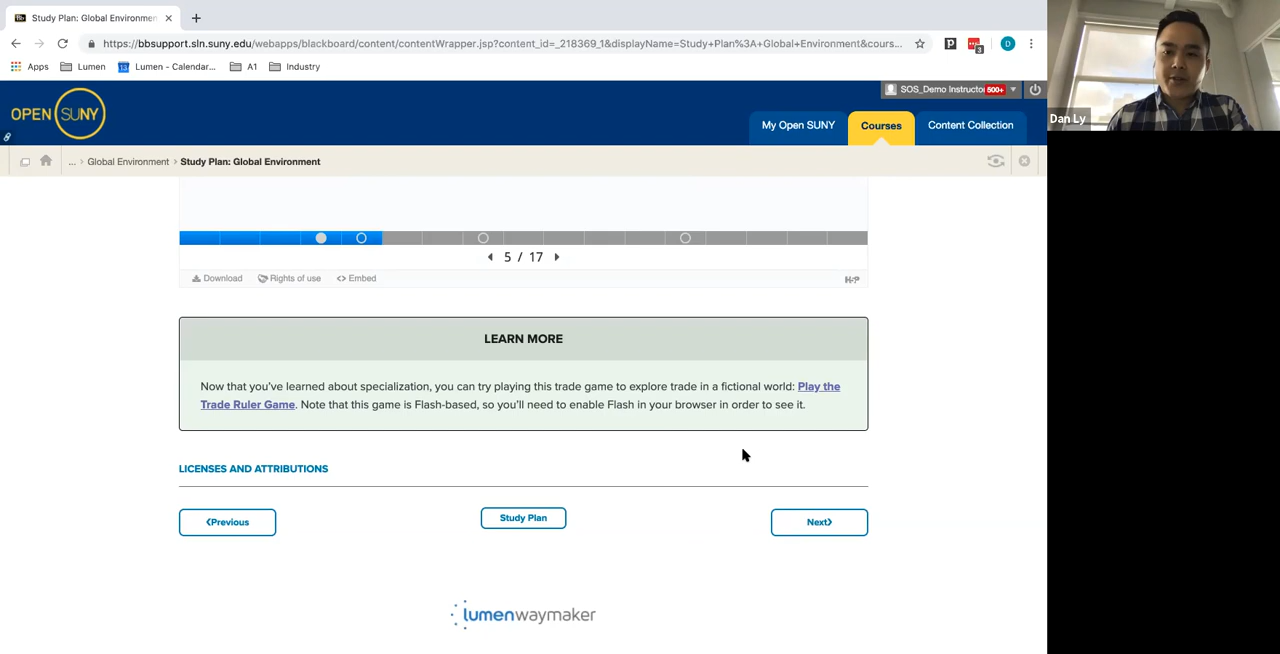 Study Plan: Global Environmen
https://bbsupport.sln.suny.edu/webapps/blackboard/content/contentWrapper.jsp?content_id=_218369_1&displayName=Study+Plan%3A+Global+Environment&cours...
Apps Lumen Lumen - Calendar... A1 Industry
OPEN SUNY
SOS_Demo Instructor 500+
My Open SUNY Courses Content Collection
Dan Ly
... > Global Environment > Study Plan: Global Environment
5 / 17
Download Rights of use Embed H-P
LEARN MORE
Now that you've learned about specialization, you can try playing this trade game to explore trade in a fictional world: Play the
Trade Ruler Game. Note that this game is Flash-based, so you'll need to enable Flash in your browser in order to see it.
LICENSES AND ATTRIBUTIONS
Previous Study Plan Next
lumenwaymaker